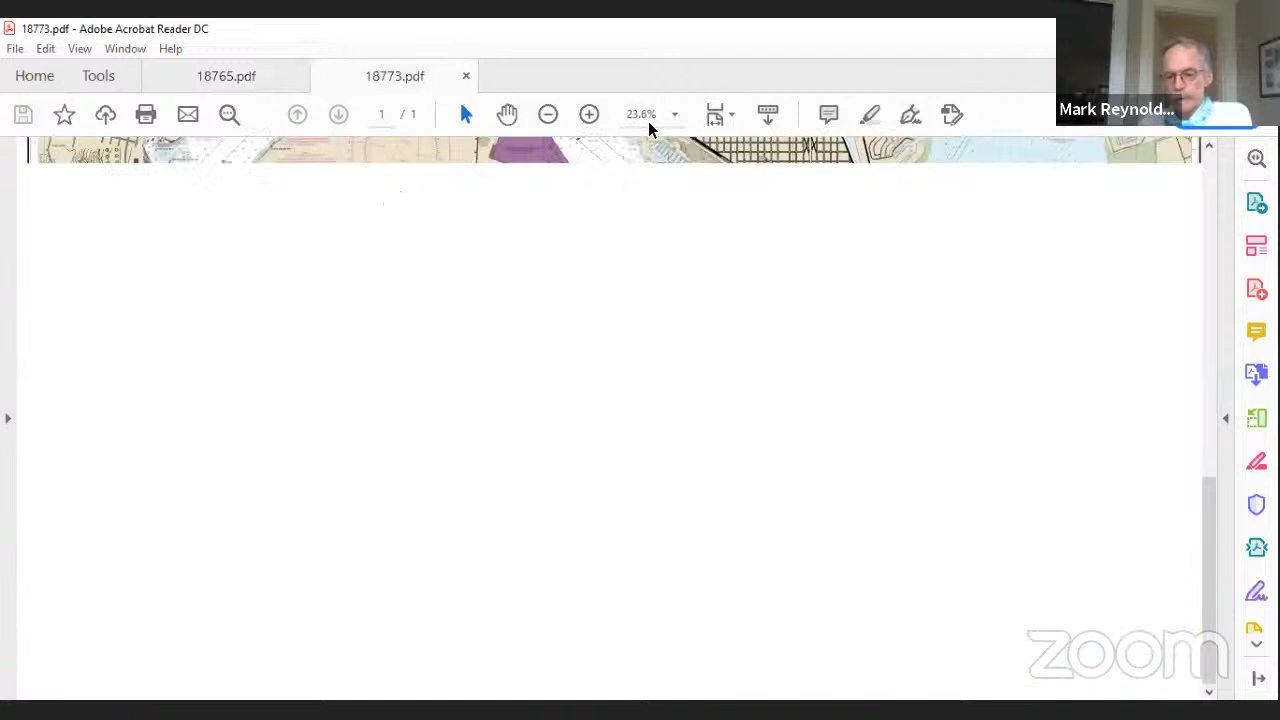 18773.pdf - Adobe Acrobat Reader DC
File Edit View Window Help
Home Tools 18765.pdf 18773.pdf
1 / 1 23.6%
Mark Reynold...
zoom